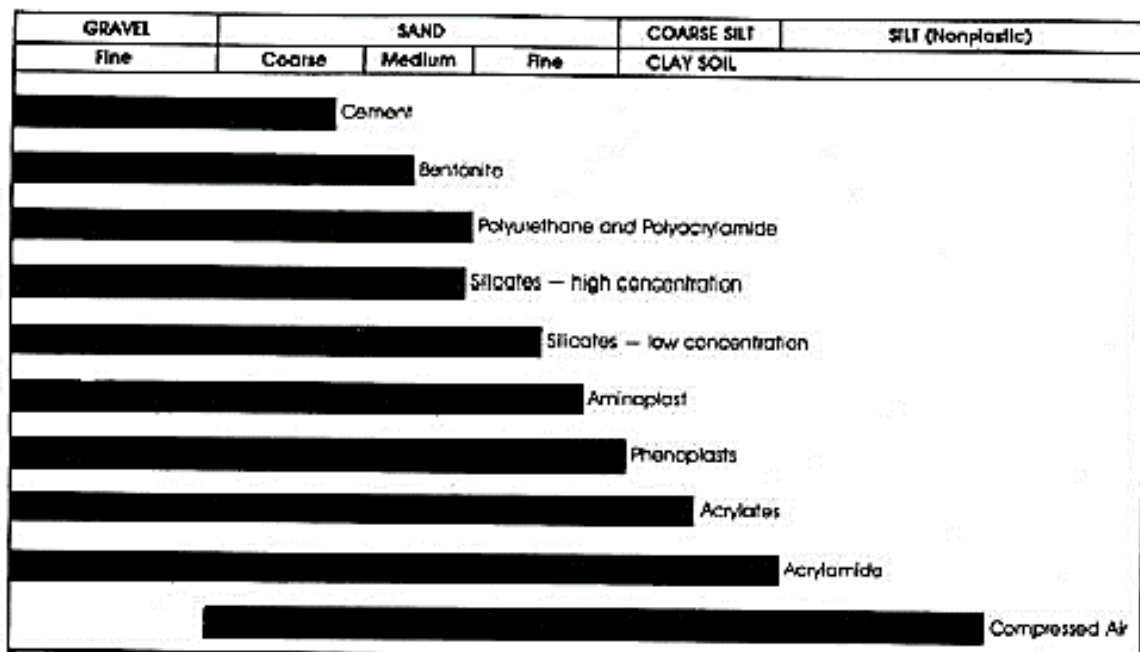 GRAVEL SAND COARSE SILT SILT (Nonplastic)
Fine Coarse Medium Fine CLAY SOIL
Cement
Bentonite
Polyurethane and Polyacrylamide
Silicates — high concentration
Silicates — low concentration
Aminoplast
Phenoplasts
Acrylates
Acrylamide
Compressed Air